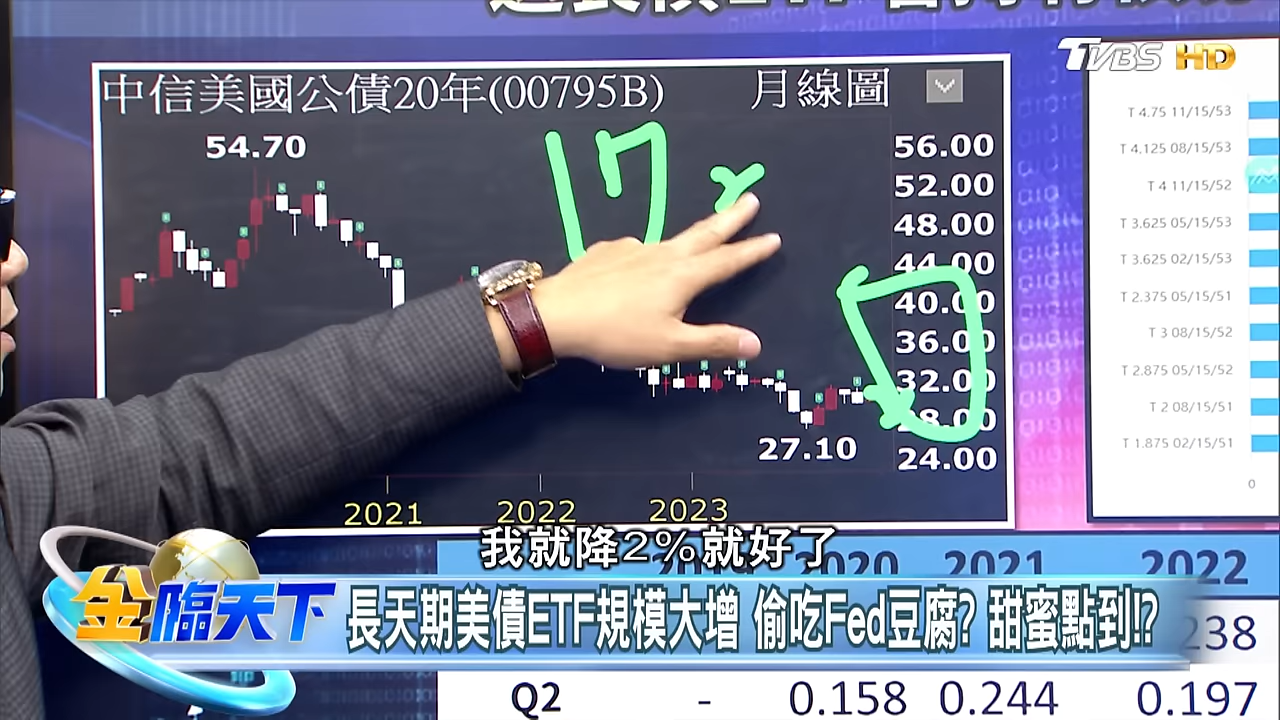 TVBS HD
中信美國公債20年(00795B) 月線圖
54.70
17
56.00
52.00
48.00
44.00
40.00
36.00
32.00
28.00
24.00
27.10
2021 2022 2023
T 4.75 11/15/53
T 4.125 08/15/53
T 4 11/15/52
T 3.625 05/15/53
T 3.625 02/15/53
T 2.375 05/15/51
T 3 08/15/52
T 2.875 05/15/52
T 2 08/15/51
T 1.875 02/15/51
0
我就降2%就好了
2020 2021 2022
金臨天下
長天期美債ETF規模大增 偷吃Fed豆腐? 甜蜜點到!?
238
Q2 - 0.158 0.244 0.197